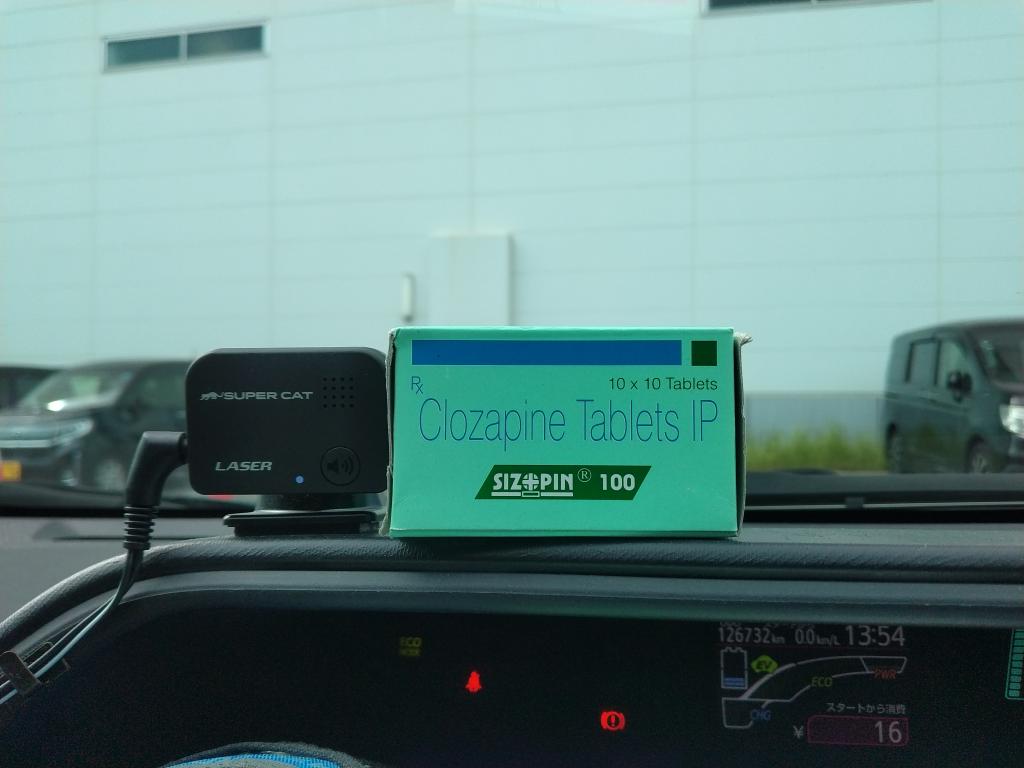 SUPER CAT
LASER
Rx
10 x 10 Tablets
Clozapine Tablets IP
SIZOPIN® 100
ECO
126732km 0.0km/L 13:54
EV
ECO
PWR
CHG
スタートから消費
¥ 16